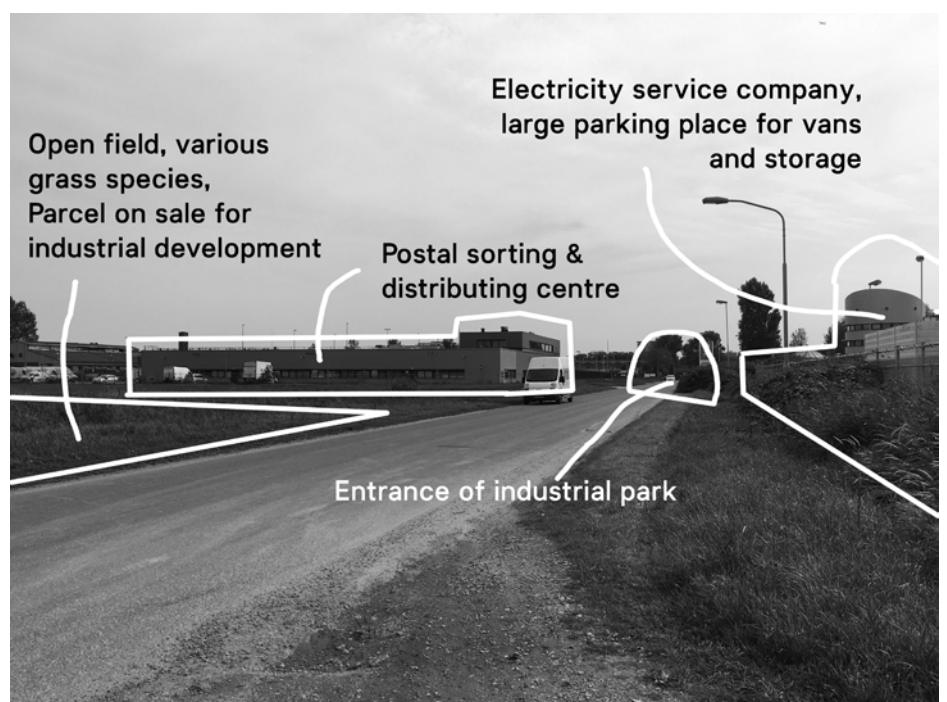 Electricity service company,
large parking place for vans
and storage
Open field, various
grass species,
Parcel on sale for
industrial development
Postal sorting &
distributing centre
Entrance of industrial park